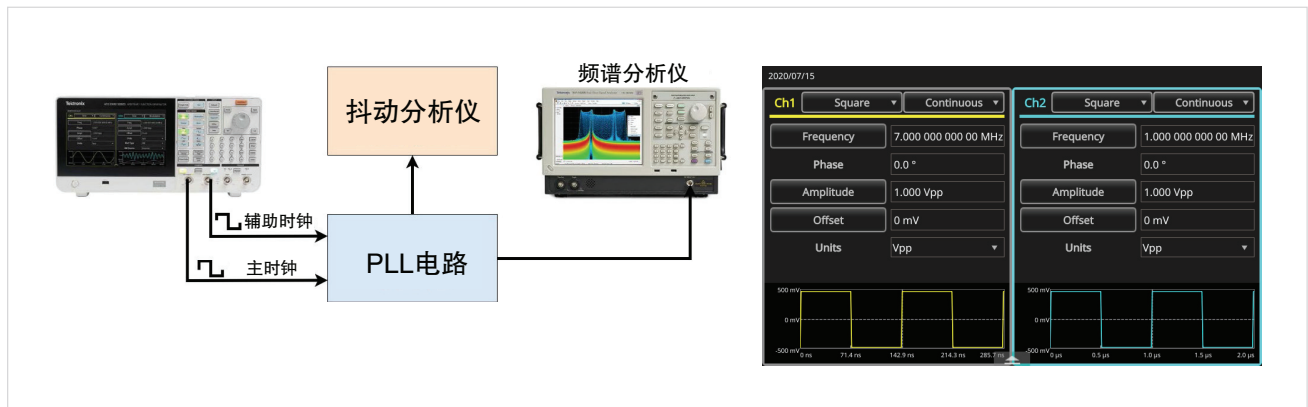 Tektronix
抖动分析仪
频谱分析仪
辅助时钟
主时钟
PLL电路
2020/07/15
Ch1 Square Continuous
Frequency 7.000 000 000 00 MHz
Phase 0.0 °
Amplitude 1.000 Vpp
Offset 0 mV
Units Vpp
500 mV
0 mV
-500 mV
0 ns 71.4 ns 142.9 ns 214.3 ns 285.7 ns
Ch2 Square Continuous
Frequency 1.000 000 000 00 MHz
Phase 0.0 °
Amplitude 1.000 Vpp
Offset 0 mV
Units Vpp
500 mV
0 mV
-500 mV
0 µs 0.5 µs 1.0 µs 1.5 µs 2.0 µs